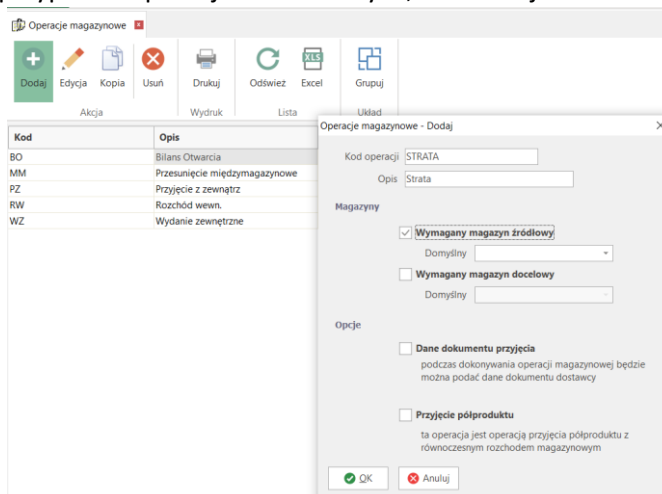 Operacje magazynowe
Dodaj Edycja Kopia Usuń Drukuj Odśwież Excel Grupuj
Akcja Wydruk Lista Układ
Kod Opis
BO Bilans Otwarcia
MM Przesunięcie międzymagazynowe
PZ Przyjęcie z zewnątrz
RW Rozchód wewn.
WZ Wydanie zewnętrzne
Operacje magazynowe - Dodaj
Kod operacji STRATA
Opis Strata
Magazyny
Wymagany magazyn źródłowy
Domyślny
Wymagany magazyn docelowy
Domyślny
Opcje
Dane dokumentu przyjęcia
podczas dokonywania operacji magazynowej będzie
można podać dane dokumentu dostawcy
Przyjęcie półproduktu
ta operacja jest operacją przyjęcia półproduktu z
równoczesnym rozchodem magazynowym
OK Anuluj